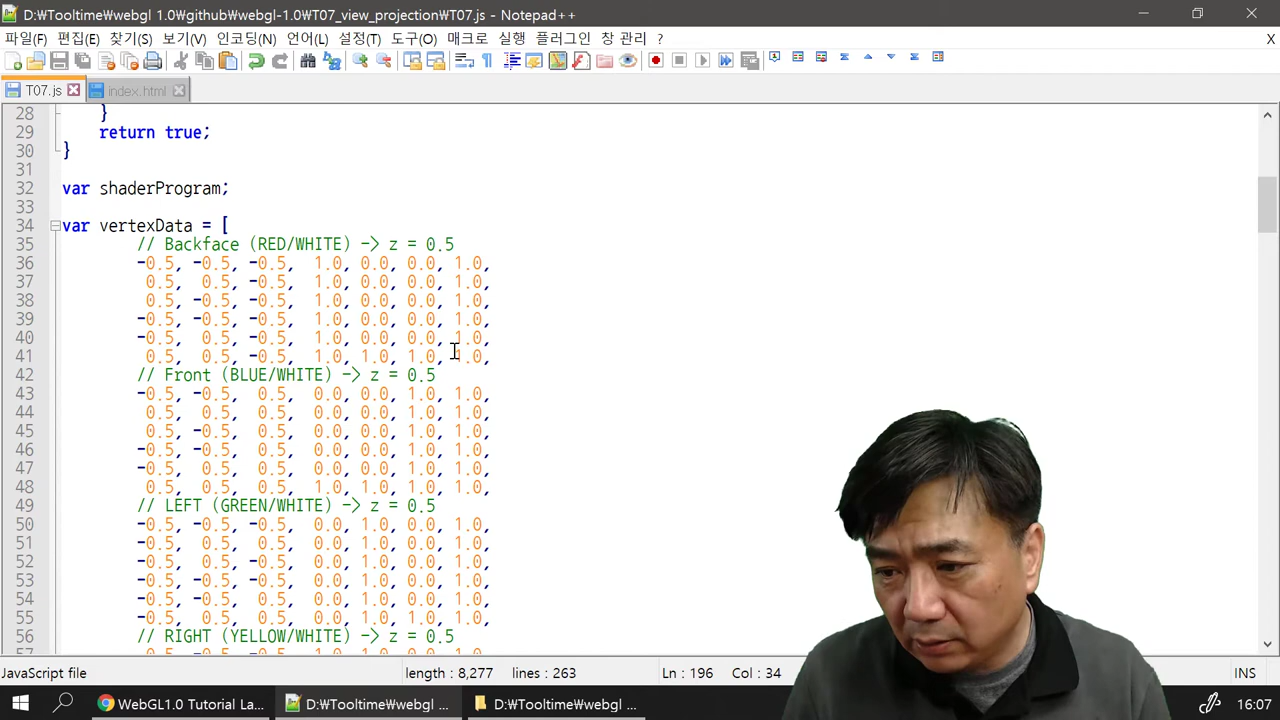 D:₩Tooltime₩webgl 1.0₩github₩webgl-1.0₩T07_view_projection₩T07.js - Notepad++
파일(F) 편집(E) 찾기(S) 보기(V) 인코딩(N) 언어(L) 설정(T) 도구(O) 매크로 실행 플러그인 창 관리 ? X
T07.js index.html
28 }
29 return true;
30 }
31
32 var shaderProgram;
33
34 var vertexData = [
35 // Backface (RED/WHITE) -> z = 0.5
36 -0.5, -0.5, -0.5, 1.0, 0.0, 0.0, 1.0,
37 0.5, 0.5, -0.5, 1.0, 0.0, 0.0, 1.0,
38 0.5, -0.5, -0.5, 1.0, 0.0, 0.0, 1.0,
39 -0.5, -0.5, -0.5, 1.0, 0.0, 0.0, 1.0,
40 -0.5, 0.5, -0.5, 1.0, 0.0, 0.0, 1.0,
41 0.5, 0.5, -0.5, 1.0, 1.0, 1.0, 1.0,
42 // Front (BLUE/WHITE) -> z = 0.5
43 -0.5, -0.5, 0.5, 0.0, 0.0, 1.0, 1.0,
44 0.5, 0.5, 0.5, 0.0, 0.0, 1.0, 1.0,
45 0.5, -0.5, 0.5, 0.0, 0.0, 1.0, 1.0,
46 -0.5, -0.5, 0.5, 0.0, 0.0, 1.0, 1.0,
47 -0.5, 0.5, 0.5, 0.0, 0.0, 1.0, 1.0,
48 0.5, 0.5, 0.5, 1.0, 1.0, 1.0, 1.0,
49 // LEFT (GREEN/WHITE) -> z = 0.5
50 -0.5, -0.5, -0.5, 0.0, 1.0, 0.0, 1.0,
51 -0.5, 0.5, 0.5, 0.0, 1.0, 0.0, 1.0,
52 -0.5, 0.5, -0.5, 0.0, 1.0, 0.0, 1.0,
53 -0.5, -0.5, -0.5, 0.0, 1.0, 0.0, 1.0,
54 -0.5, -0.5, 0.5, 0.0, 1.0, 0.0, 1.0,
55 -0.5, 0.5, 0.5, 1.0, 1.0, 1.0, 1.0,
56 // RIGHT (YELLOW/WHITE) -> z = 0.5
JavaScript file length : 8,277 lines : 263 Ln : 196 Col : 34 INS
WebGL1.0 Tutorial La... D:₩Tooltime₩webgl ... D:₩Tooltime₩webgl ... 16:07